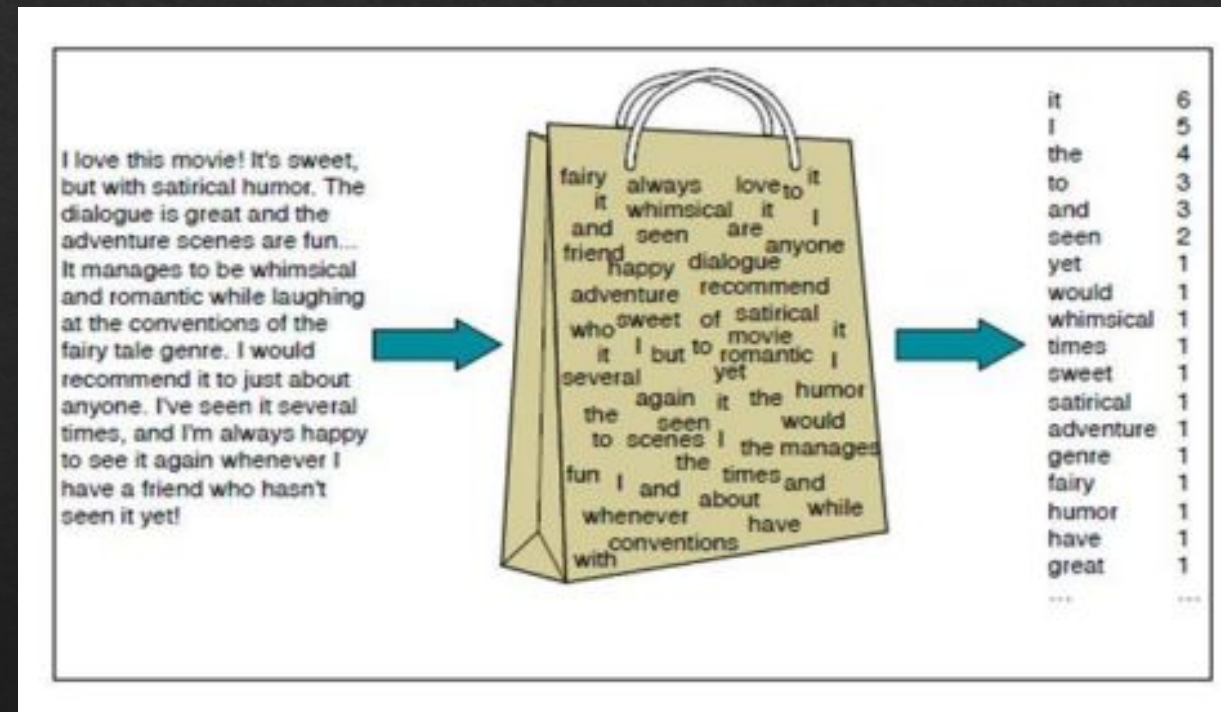 I love this movie! It's sweet,
but with satirical humor. The
dialogue is great and the
adventure scenes are fun...
It manages to be whimsical
and romantic while laughing
at the conventions of the
fairy tale genre. I would
recommend it to just about
anyone. I've seen it several
times, and I'm always happy
to see it again whenever I
have a friend who hasn't
seen it yet!
fairy always love to it
it whimsical it I
and seen are anyone
friend happy dialogue
adventure recommend
who sweet of satirical
it I but to movie it
romantic I
several yet
again it the humor
the seen would
to scenes I the manages
fun the times and
I and about while
whenever have
conventions
with
it 6
I 5
the 4
to 3
and 3
seen 2
yet 1
would 1
whimsical 1
times 1
sweet 1
satirical 1
adventure 1
genre 1
fairy 1
humor 1
have 1
great 1
... ...